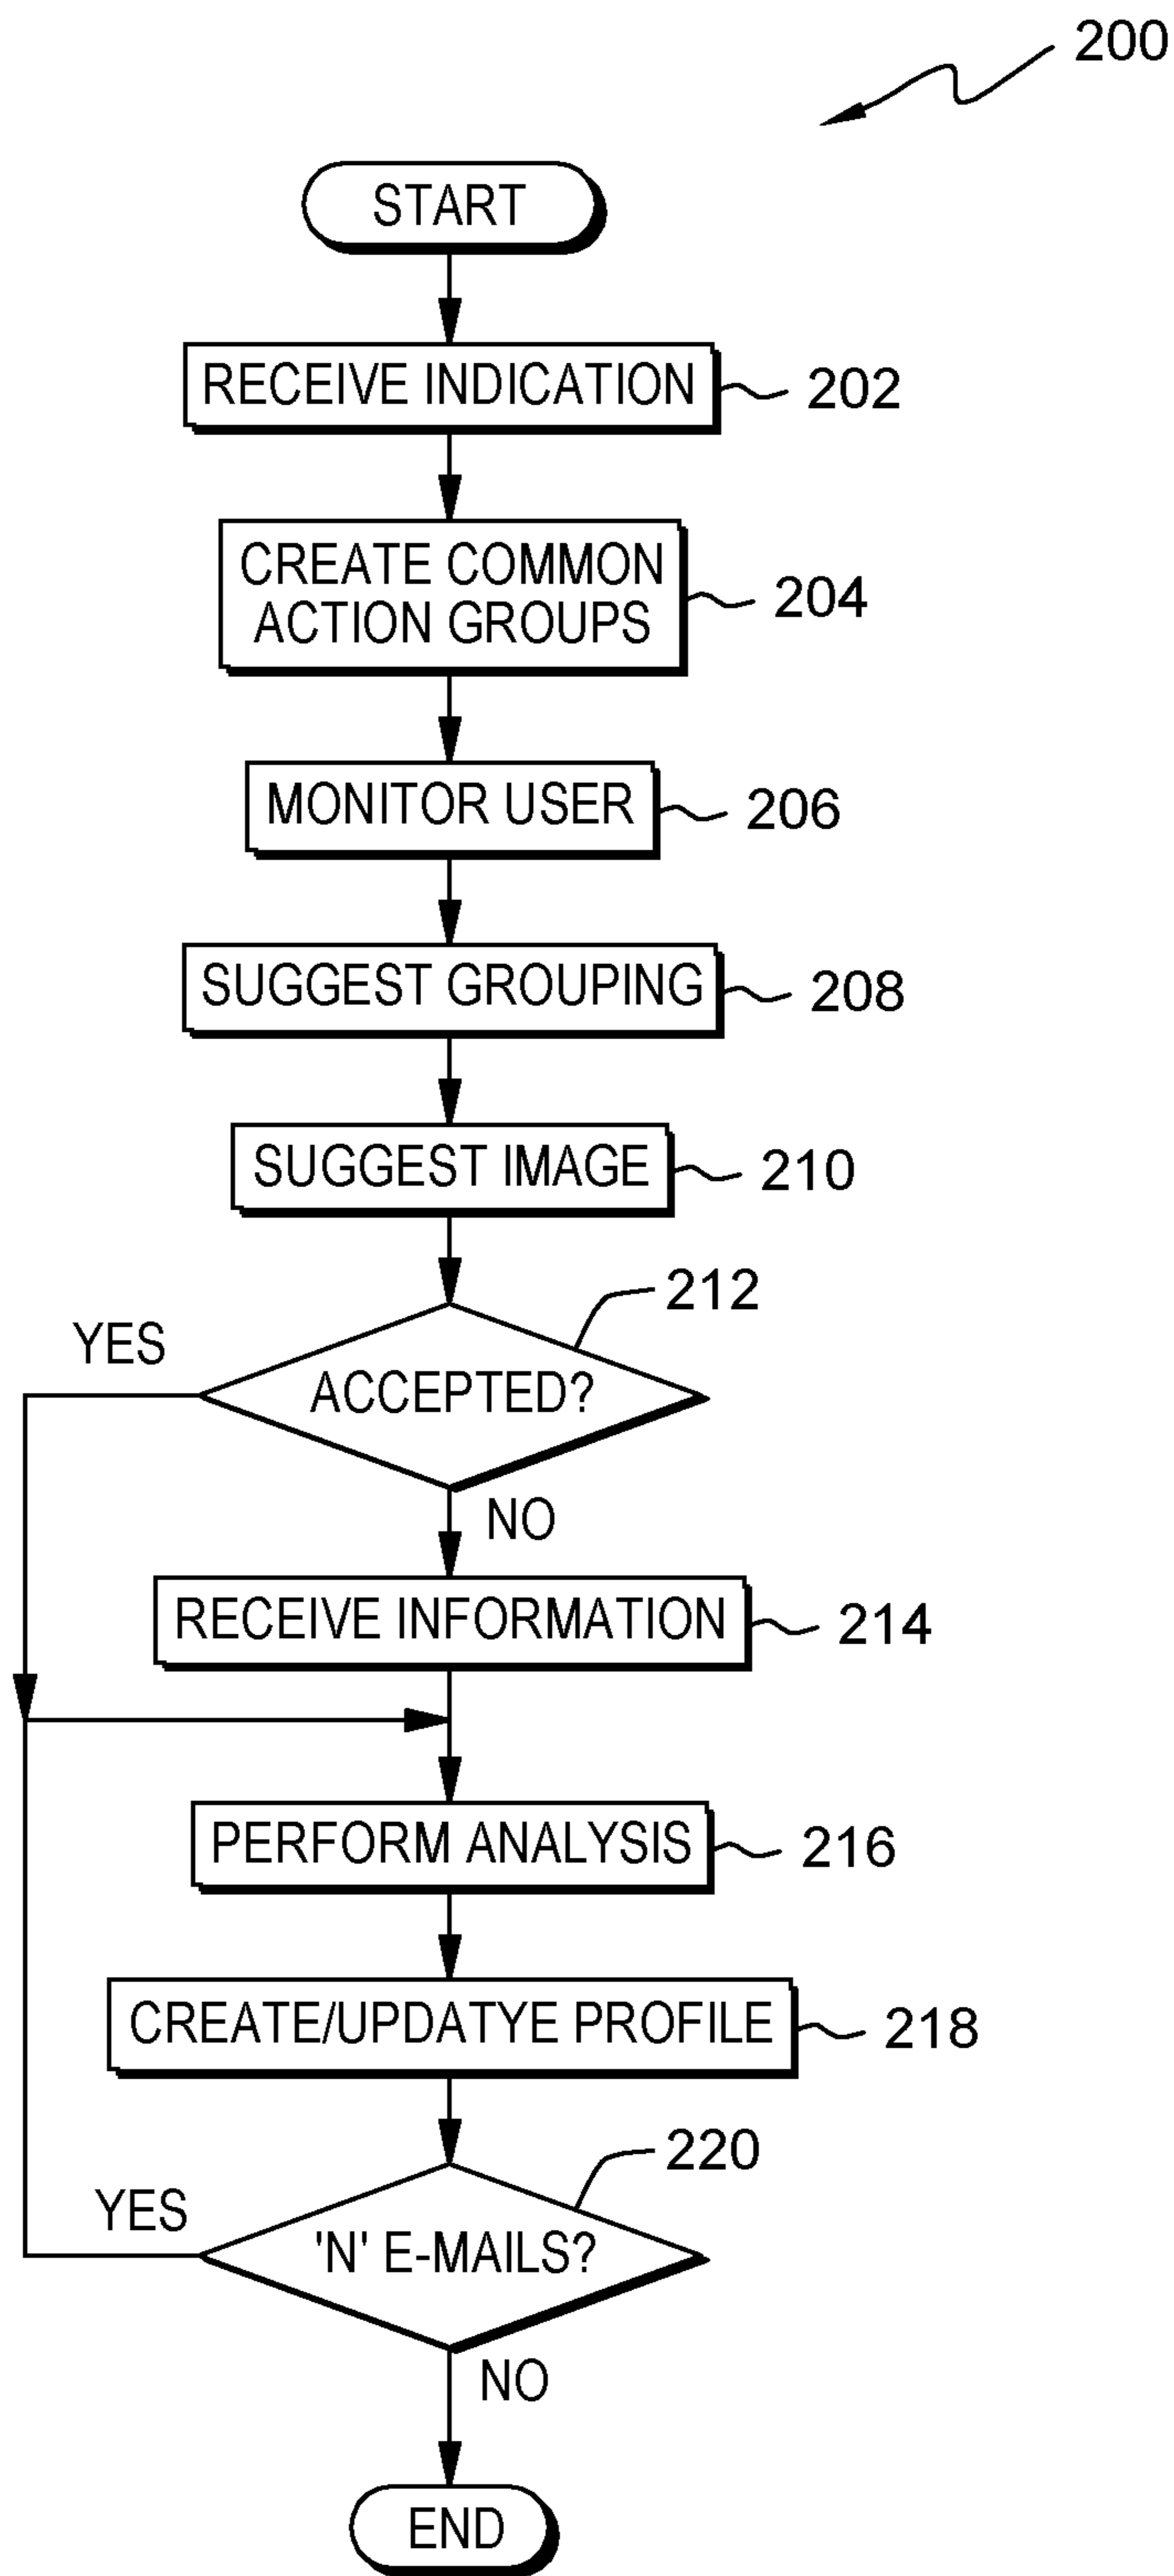 200
START
RECEIVE INDICATION
202
CREATE COMMON
ACTION GROUPS
204
MONITOR USER
206
SUGGEST GROUPING
208
SUGGEST IMAGE
210
212
YES
ACCEPTED?
NO
RECEIVE INFORMATION
214
PERFORM ANALYSIS
216
CREATE/UPDATYE PROFILE
218
220
YES
'N' E-MAILS?
NO
END